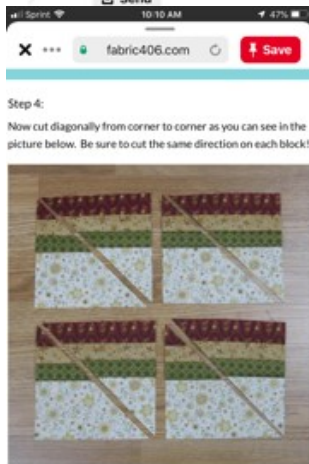 Send
Sprint
10:10 AM
47%
fabric406.com
Save
Step 4:
Now cut diagonally from corner to corner as you can see in the
picture below. Be sure to cut the same direction on each block!